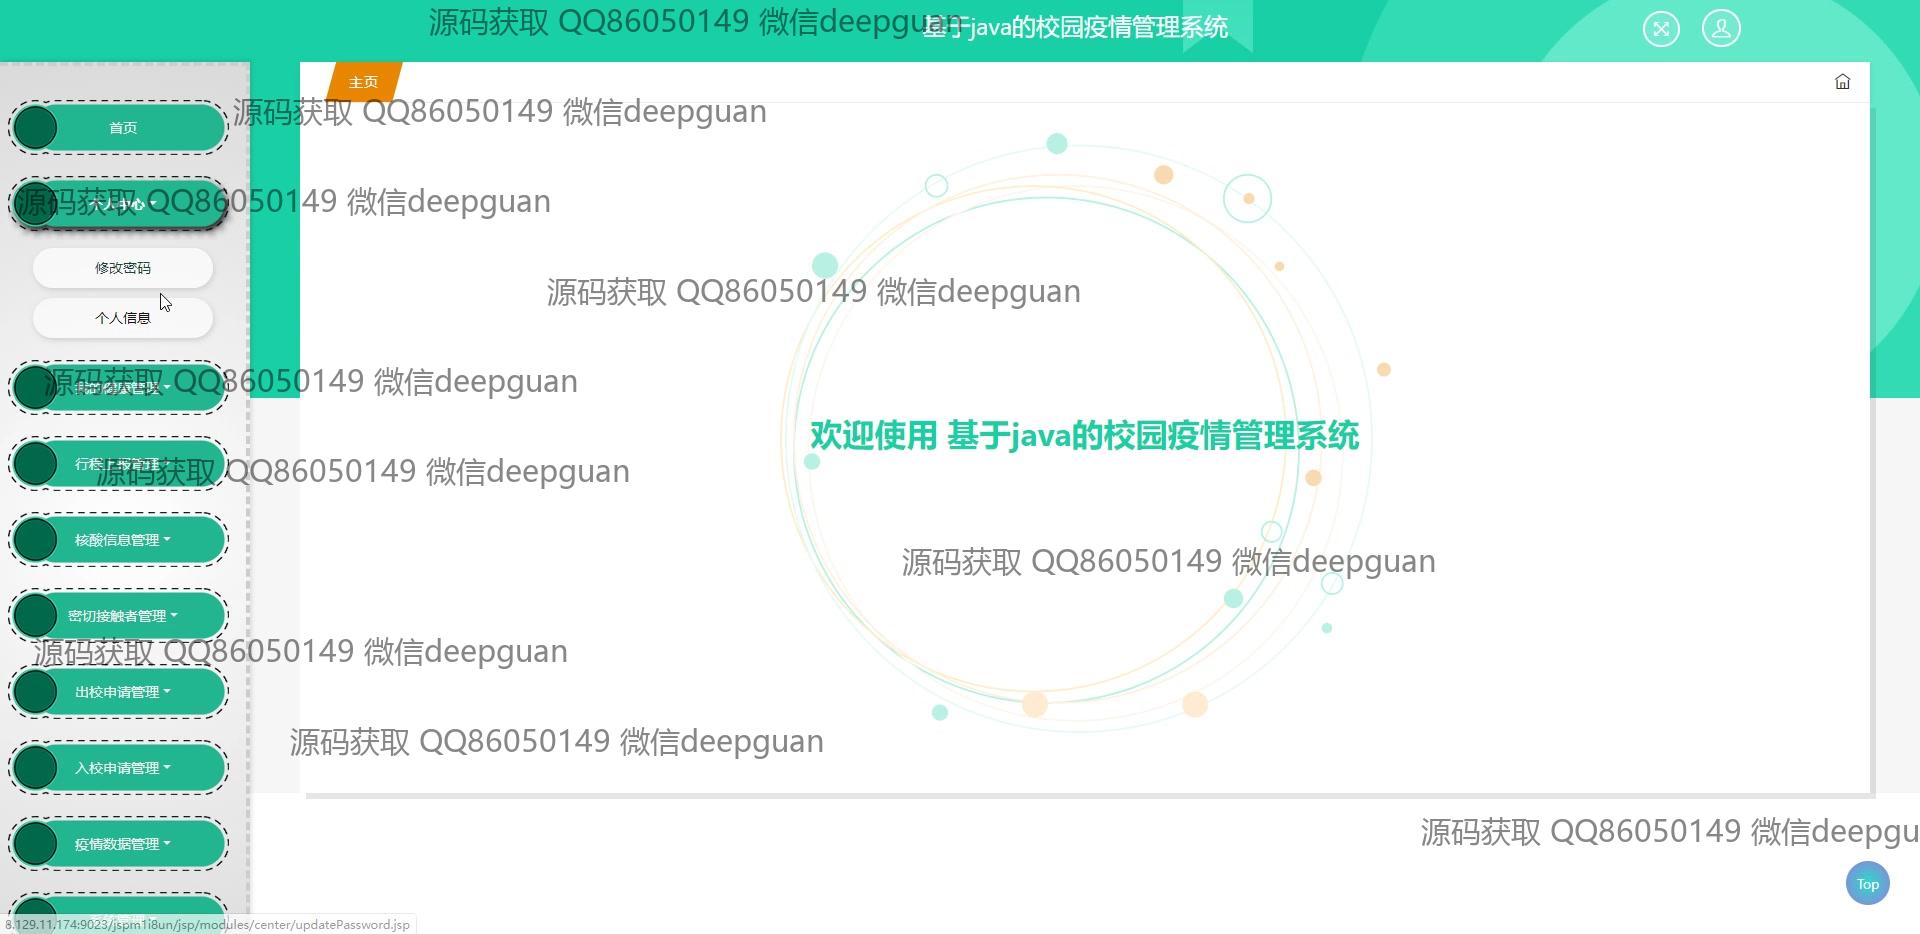 源码获取 QQ86050149 微信deepguan
基于java的校园疫情管理系统
主页
源码获取 QQ86050149 微信deepguan
首页
源码获取 QQ86050149 微信deepguan
个人中心
修改密码
源码获取 QQ86050149 微信deepguan
个人信息
源码获取 QQ86050149 微信deepguan
欢迎使用 基于java的校园疫情管理系统
行程上报管理
源码获取 QQ86050149 微信deepguan
核酸信息管理
源码获取 QQ86050149 微信deepguan
密切接触者管理
源码获取 QQ86050149 微信deepguan
出校申请管理
源码获取 QQ86050149 微信deepguan
入校申请管理
源码获取 QQ86050149 微信deepgu
疫情数据管理
Top
8.129.11.174:9023/jspm1i8un/jsp/modules/center/updatePassword.jsp